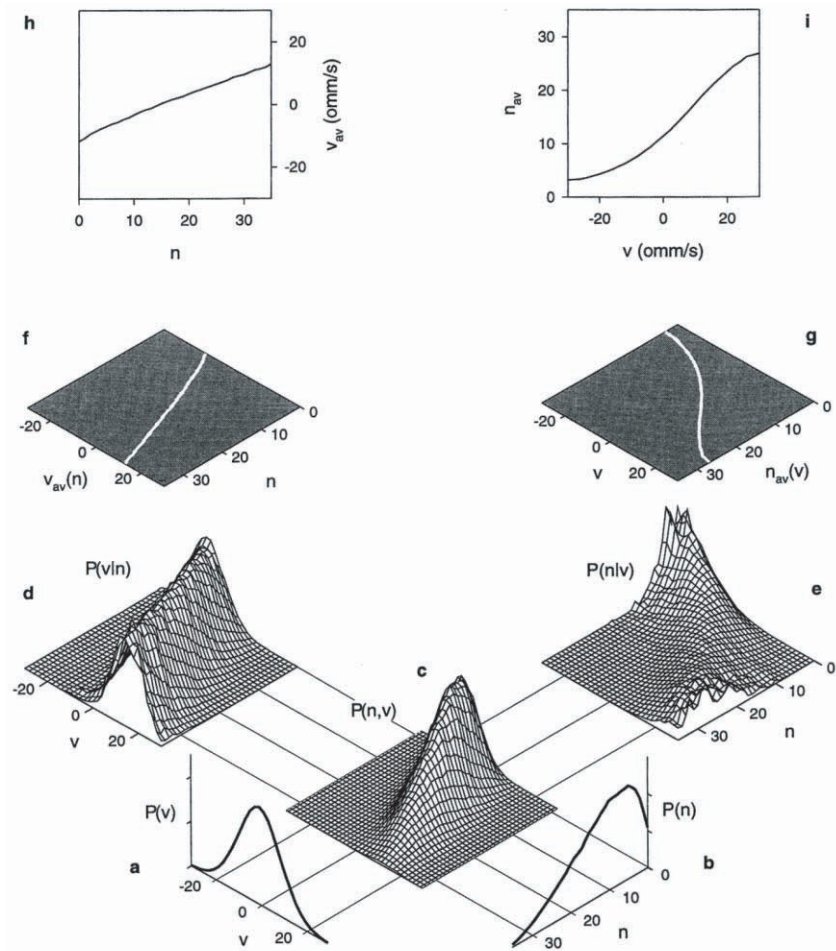 h
20
0
-20
v_av (omm/s)
0 10 20 30
n
i
30
20
10
0
n_av
-20 0 20
v (omm/s)
f
-20
0
20
v_av(n)
30
20
10
0
n
g
-20
0
20
v
30
20
10
0
n_av(v)
d
P(v|n)
-20
0
20
v
e
P(n|v)
30
20
10
0
n
c
P(n,v)
a
P(v)
-20
0
20
v
b
P(n)
30
20
10
0
n